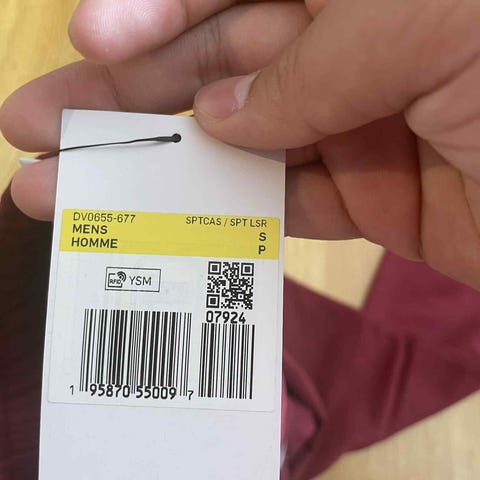 DV0655-677 SPTCAS / SPT LSR
MENS S
HOMME P
RFID YSM
07924
1 95870 55009 7